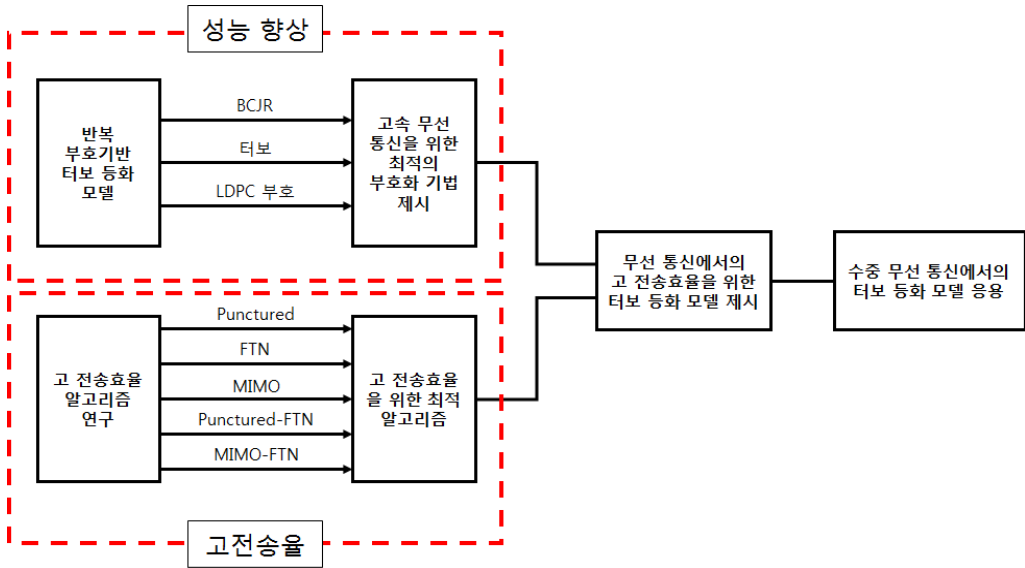 성능 향상
반복
부호기반
터보 등화
모델
BCJR
터보
LDPC 부호
고속 무선
통신을 위한
최적의
부호화 기법
제시
고 전송효율
알고리즘
연구
Punctured
FTN
MIMO
Punctured-FTN
MIMO-FTN
고 전송효율
을 위한 최적
알고리즘
고전송율
무선 통신에서의
고 전송효율을 위한
터보 등화 모델 제시
수중 무선 통신에서의
터보 등화 모델 응용